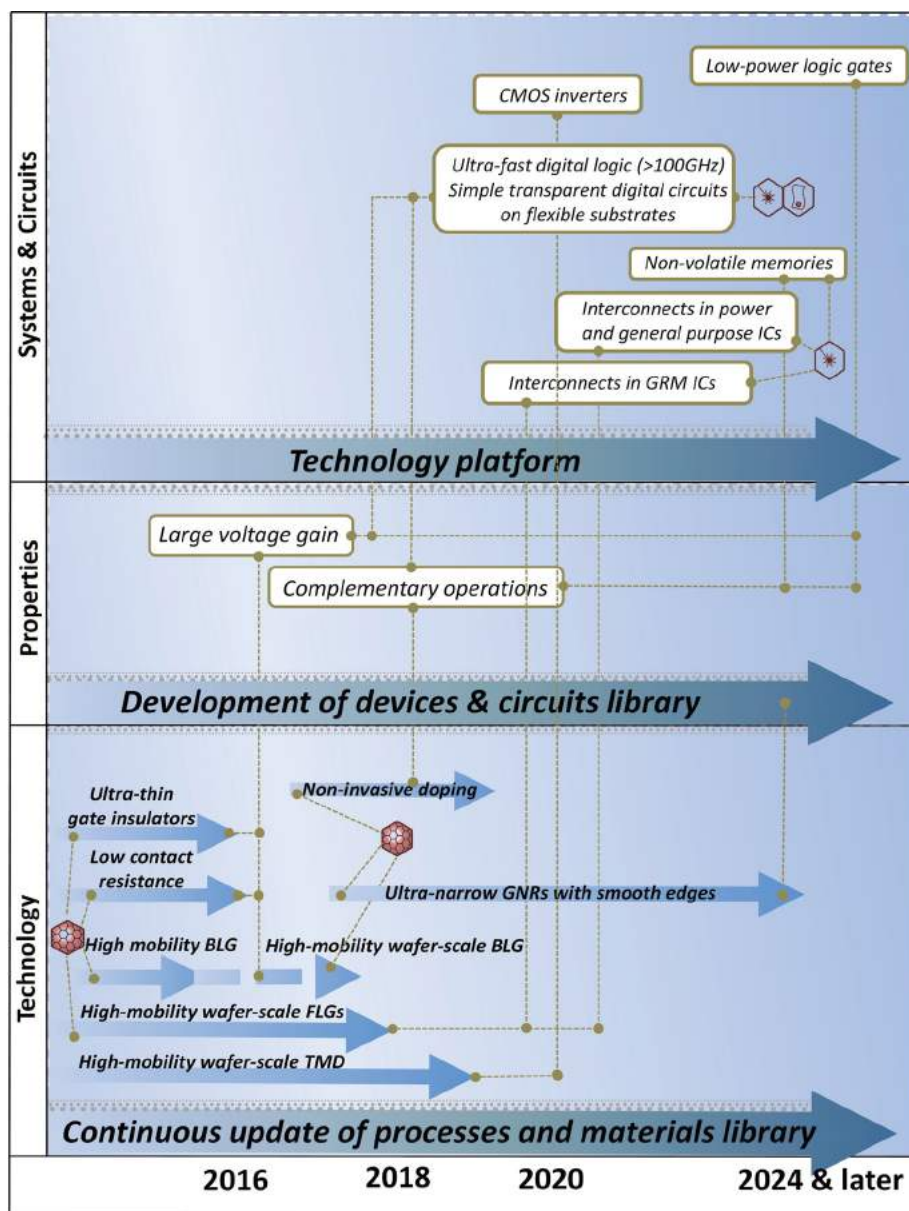 Systems & Circuits
Low-power logic gates
CMOS inverters
Ultra-fast digital logic (>100GHz)
Simple transparent digital circuits
on flexible substrates
Non-volatile memories
Interconnects in power
and general purpose ICs
Interconnects in GRM ICs
Technology platform
Properties
Large voltage gain
Complementary operations
Development of devices & circuits library
Technology
Non-invasive doping
Ultra-thin
gate insulators
Low contact
resistance
Ultra-narrow GNRs with smooth edges
High mobility BLG
High-mobility wafer-scale BLG
High-mobility wafer-scale FLGs
High-mobility wafer-scale TMD
Continuous update of processes and materials library
2016
2018
2020
2024 & later